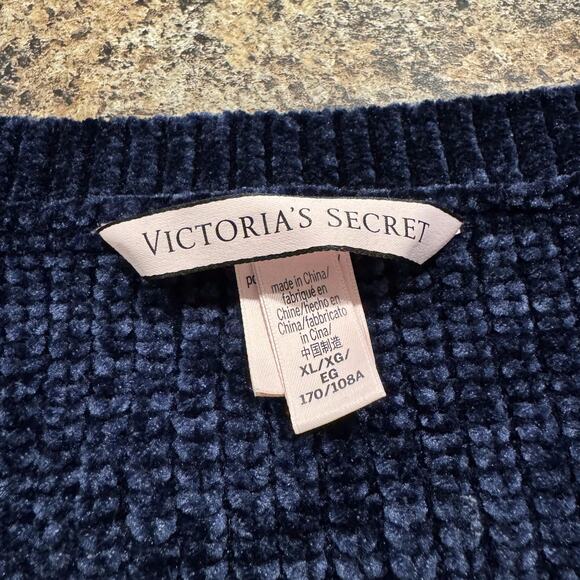 VICTORIA'S SECRET
made in China/
fabriqué en
Chine/hecho en
China/fabbricato
in Cina/
中国制造
XL/XG/
EG
170/108A